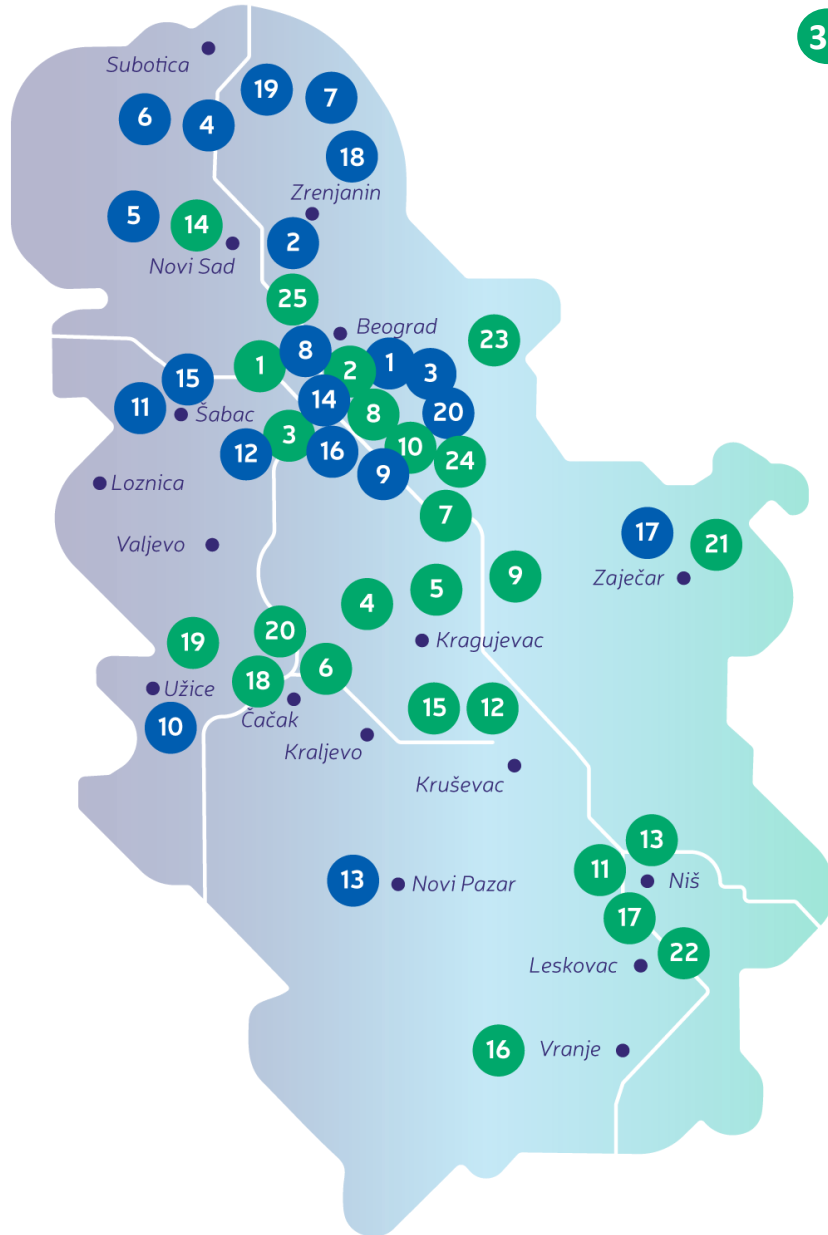 3
Subotica
19
7
6
4
18
Zrenjanin
5
14
2
Novi Sad
25
Beograd
23
8
1
2
1
3
15
11
14
20
Šabac
8
3
10
12
16
24
9
Loznica
7
17
21
Valjevo
9
Zaječar
5
4
20
19
Kragujevac
6
18
Užice
10
Čačak
15
12
Kraljevo
Kruševac
13
11
13
Novi Pazar
Niš
17
22
Leskovac
16
Vranje